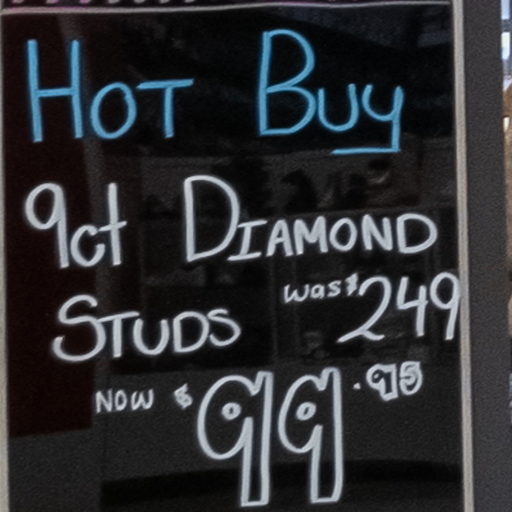 HOT BUY
9ct DIAMOND
STUDS was $249
NOW $99.95